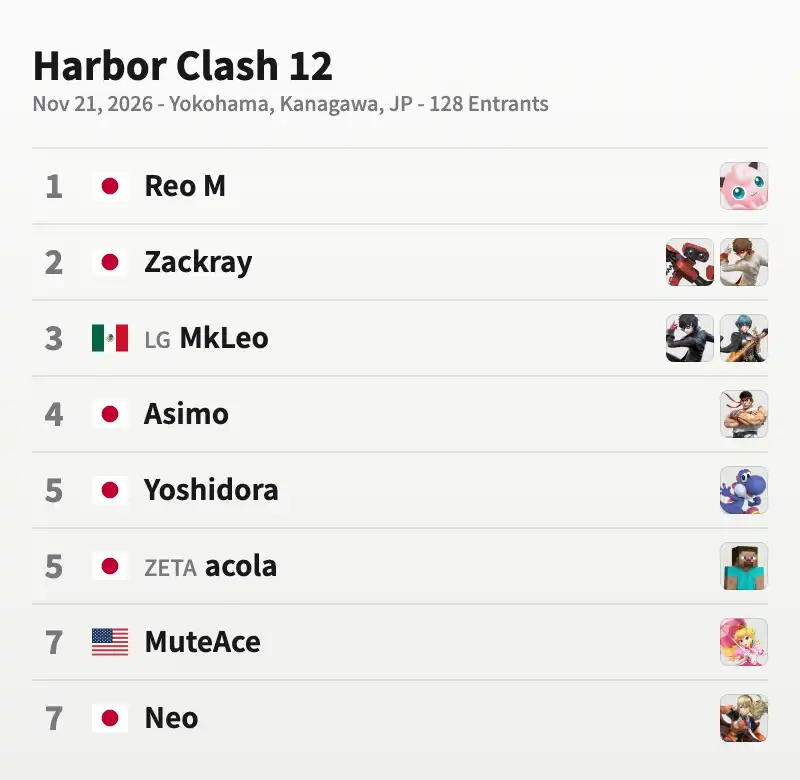 Harbor Clash 12
Nov 21, 2026 - Yokohama, Kanagawa, JP - 128 Entrants
1 Reo M
2 Zackray
3 LG MkLeo
4 Asimo
5 Yoshidora
5 ZETA acola
7 MuteAce
7 Neo